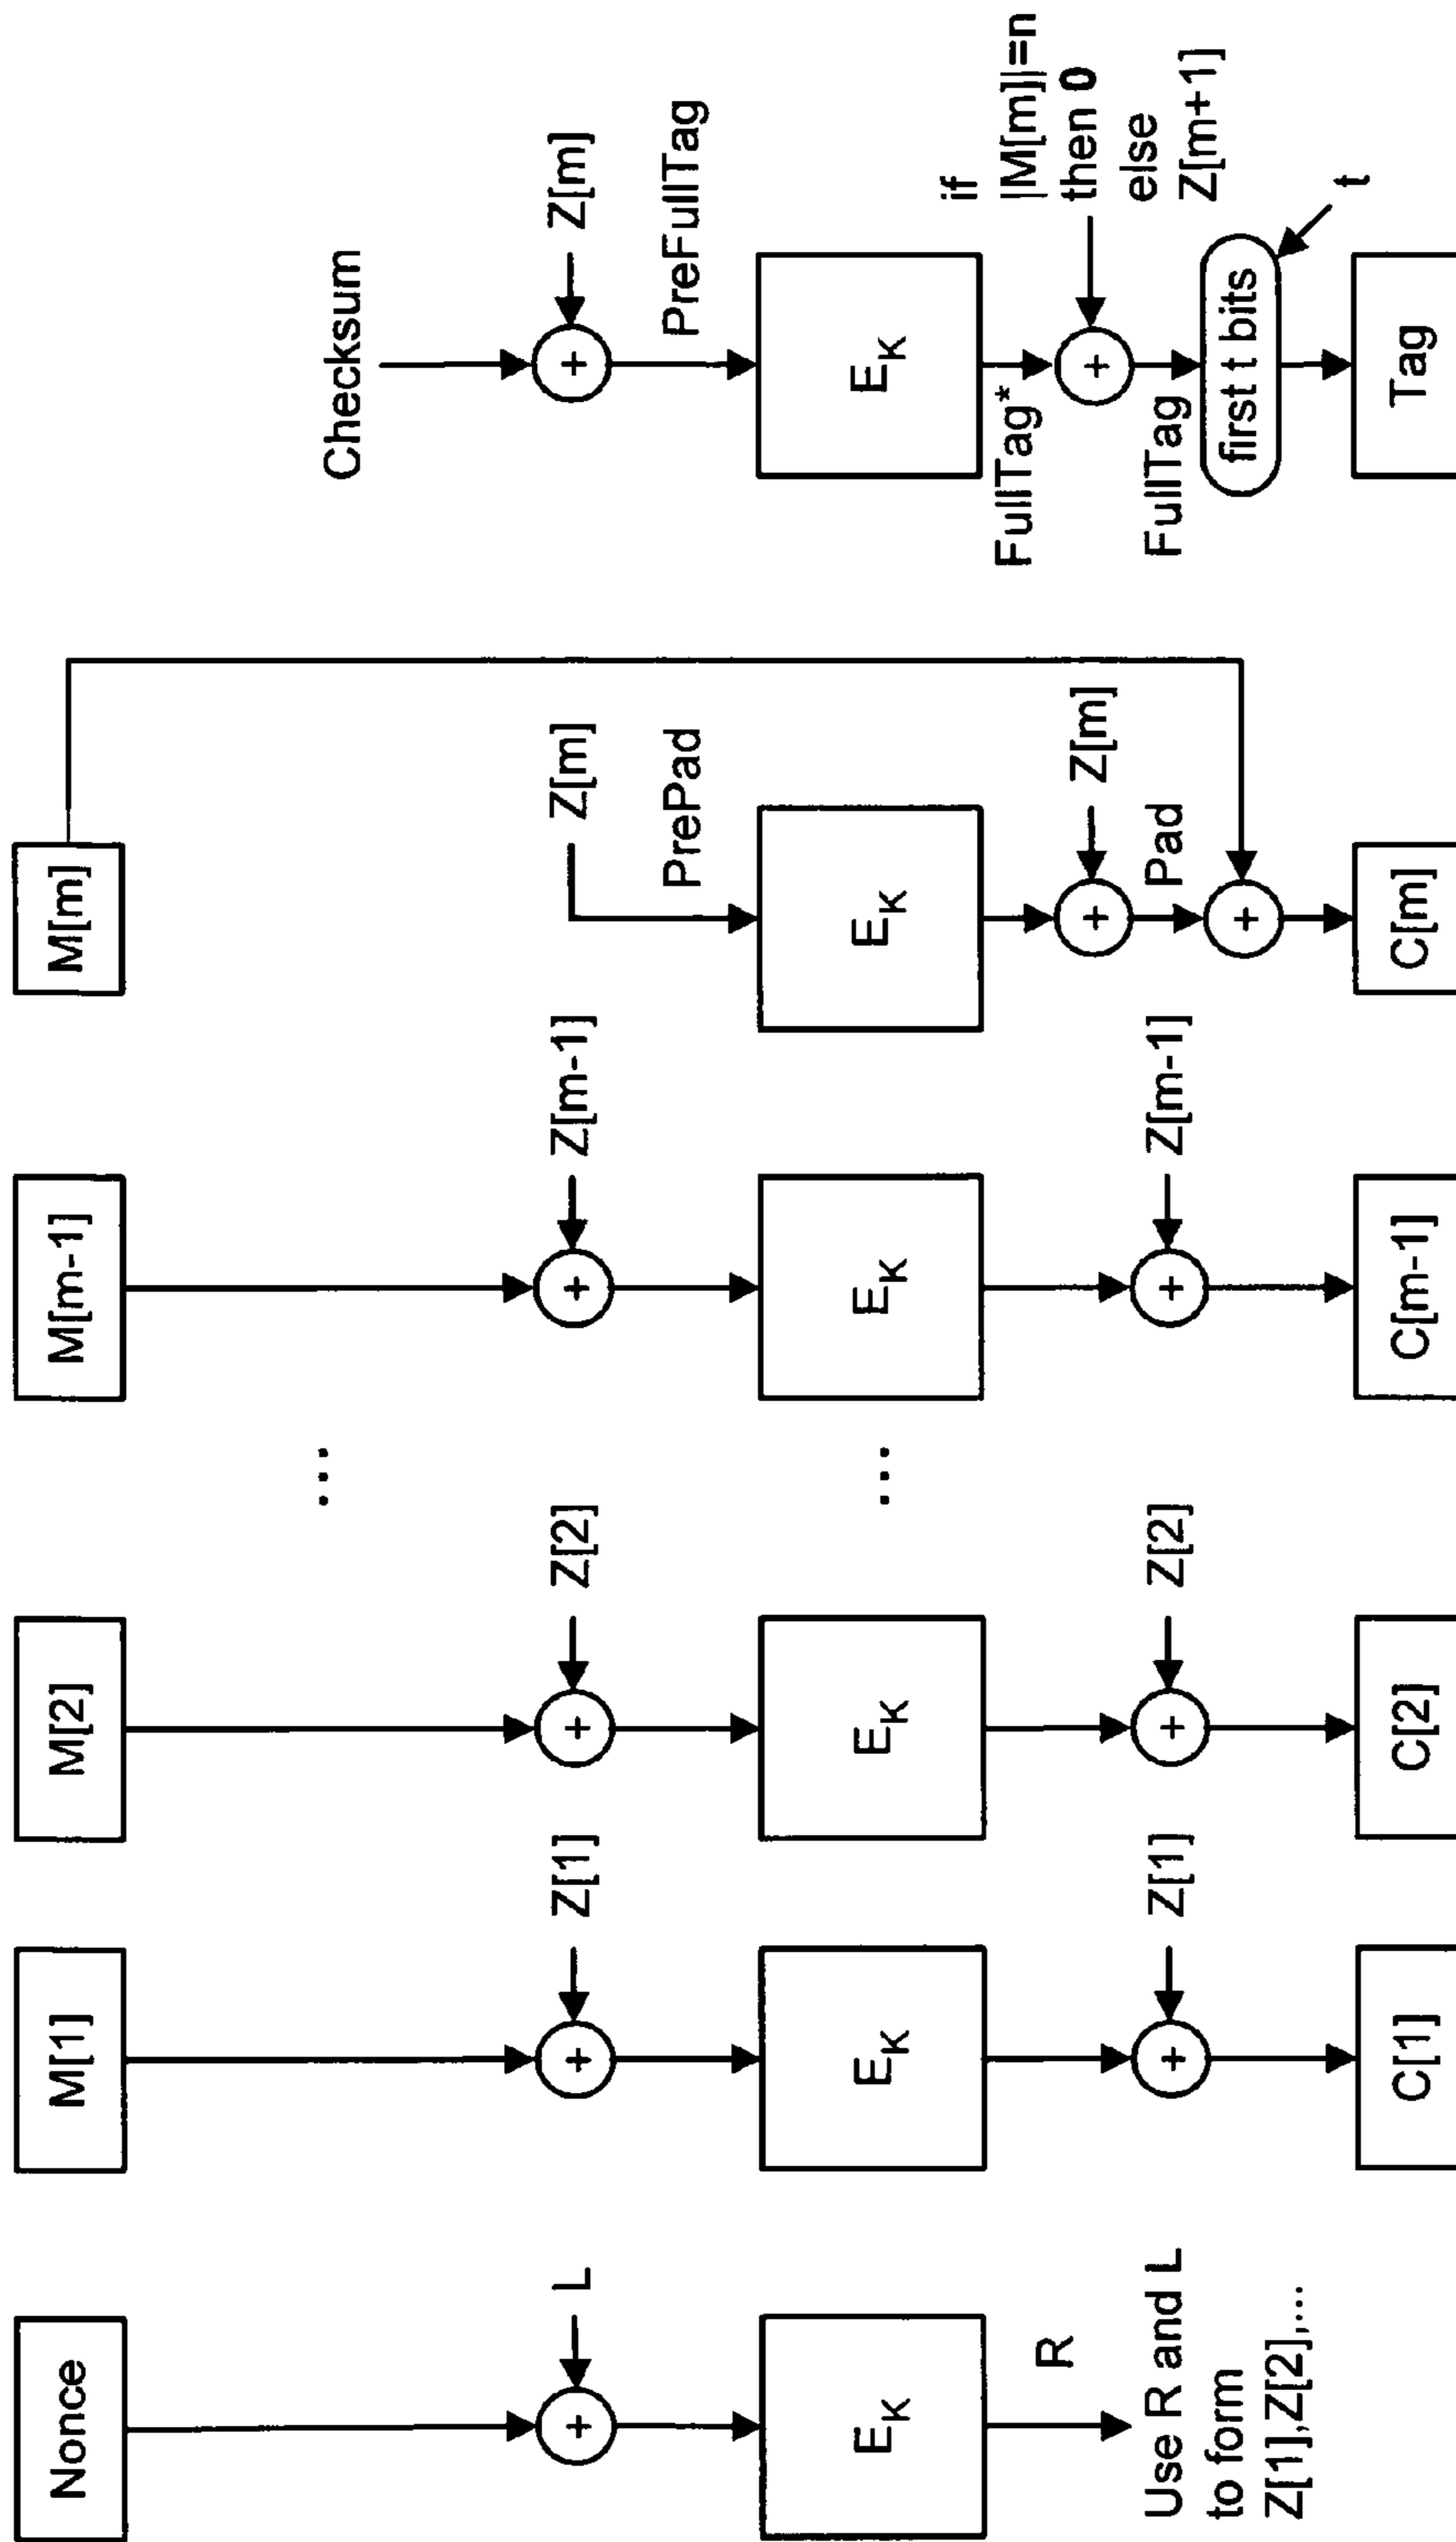 Nonce
M[1]
M[2]
M[m-1]
M[m]
...
Checksum
+
L
+
Z[1]
+
Z[2]
+
Z[m-1]
Z[m]
+
Z[m]
PrePad
PreFullTag
E_K
E_K
E_K
...
E_K
E_K
E_K
R
Use R and L
to form
Z[1],Z[2],...
+
Z[1]
+
Z[2]
+
Z[m-1]
+
Z[m]
Pad
+
FullTag*
+
if
|M[m]|=n
then 0
else
Z[m+1]
FullTag
first t bits
t
C[1]
C[2]
C[m-1]
C[m]
Tag